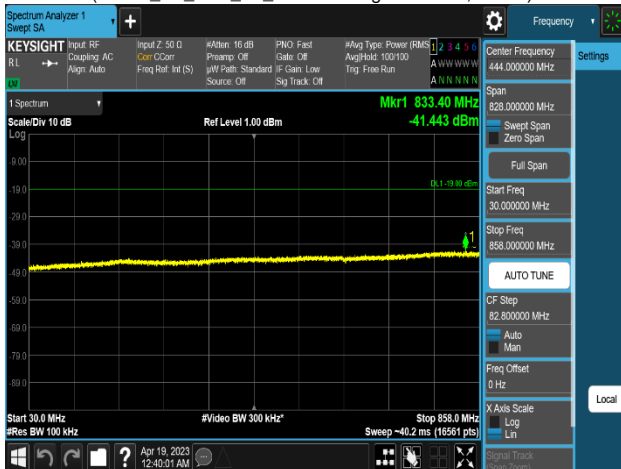 Spectrum Analyzer 1
Swept SA
+
Frequency
KEYSIGHT
RL
Input: RF
Coupling: AC
Align: Auto
Input Z: 50 Ω
Corr CCorr
Freq Ref: Int (S)
#Atten: 16 dB
Preamp: Off
µW Path: Standard
Source: Off
PNO: Fast
Gate: Off
IF Gain: Low
Sig Track: Off
#Avg Type: Power (RMS
Avg|Hold: 100/100
Trig: Free Run
1 2 3 4 5 6
A W W W W W
A N N N N N
1 Spectrum
Scale/Div 10 dB
Log
Ref Level 1.00 dBm
Mkr1 833.40 MHz
-41.443 dBm
-9.00
-19.0
-29.0
-39.0
-49.0
-59.0
-69.0
-79.0
-89.0
DL1 -19.00 dBm
1
Start 30.0 MHz
#Res BW 100 kHz
#Video BW 300 kHz*
Stop 858.0 MHz
Sweep ~40.2 ms (16561 pts)
Center Frequency
444.000000 MHz
Span
828.000000 MHz
Swept Span
Zero Span
Full Span
Start Freq
30.000000 MHz
Stop Freq
858.000000 MHz
AUTO TUNE
CF Step
82.800000 MHz
Auto
Man
Freq Offset
0 Hz
X Axis Scale
Log
Lin
Signal Track
(Span Zoom)
Settings
Local
?
Apr 19, 2023
12:40:01 AM